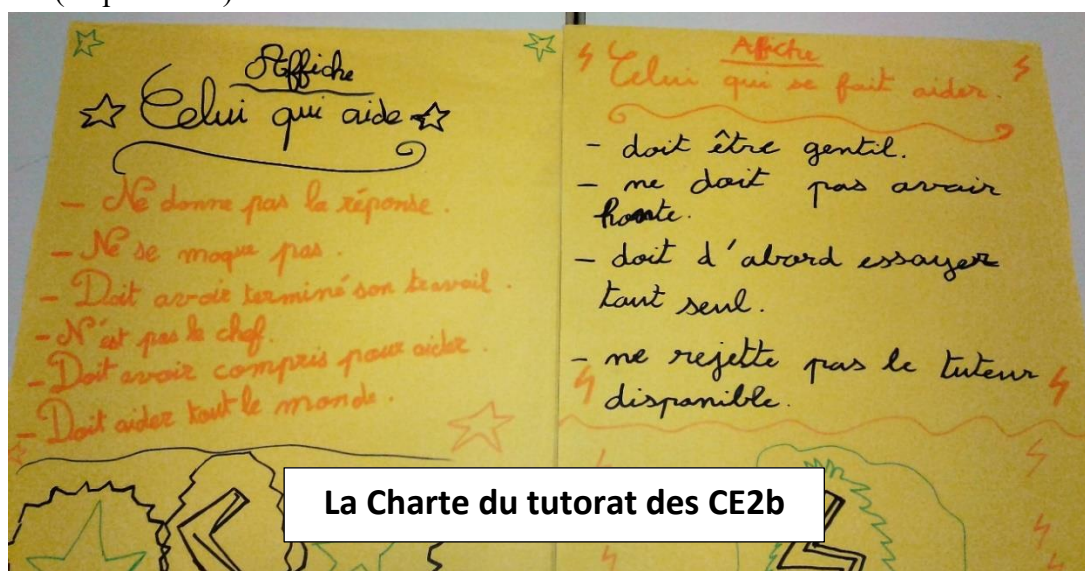 Affiche
Celui qui aide
- Ne donne pas la réponse.
- Ne se moque pas.
- Doit avoir terminé son travail.
- N'est pas le chef.
- Doit avoir compris pour aider.
- Doit aider tout le monde.
Affiche
Celui qui se fait aider.
- doit être gentil.
- ne doit pas avoir
honte.
- doit d'abord essayer
tout seul.
- ne rejette pas le tuteur
disponible.
La Charte du tutorat des CE2b